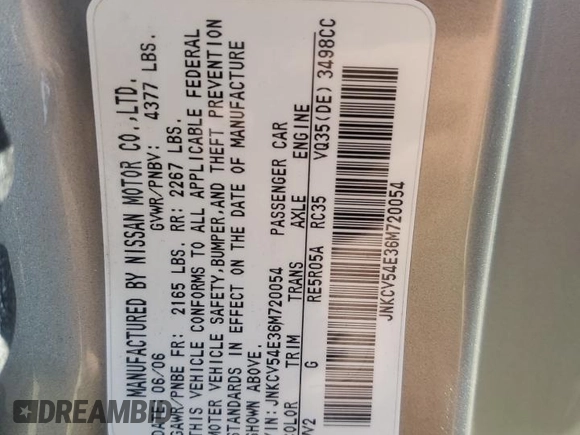 MANUFACTURED BY NISSAN MOTOR CO.,LTD.
DATE 06/06 GVWR/PNBV: 4377 LBS.
GAWR/PNBE FR: 2165 LBS. RR: 2267 LBS.
THIS VEHICLE CONFORMS TO ALL APPLICABLE FEDERAL
MOTOR VEHICLE SAFETY,BUMPER,AND THEFT PREVENTION
STANDARDS IN EFFECT ON THE DATE OF MANUFACTURE
SHOWN ABOVE.
VIN: JNKCV54E36M720054 PASSENGER CAR
COLOR TRIM TRANS AXLE ENGINE
WV2 G RE5R05A RC35 VQ35(DE) 3498CC
JNKCV54E36M720054
DREAMBID